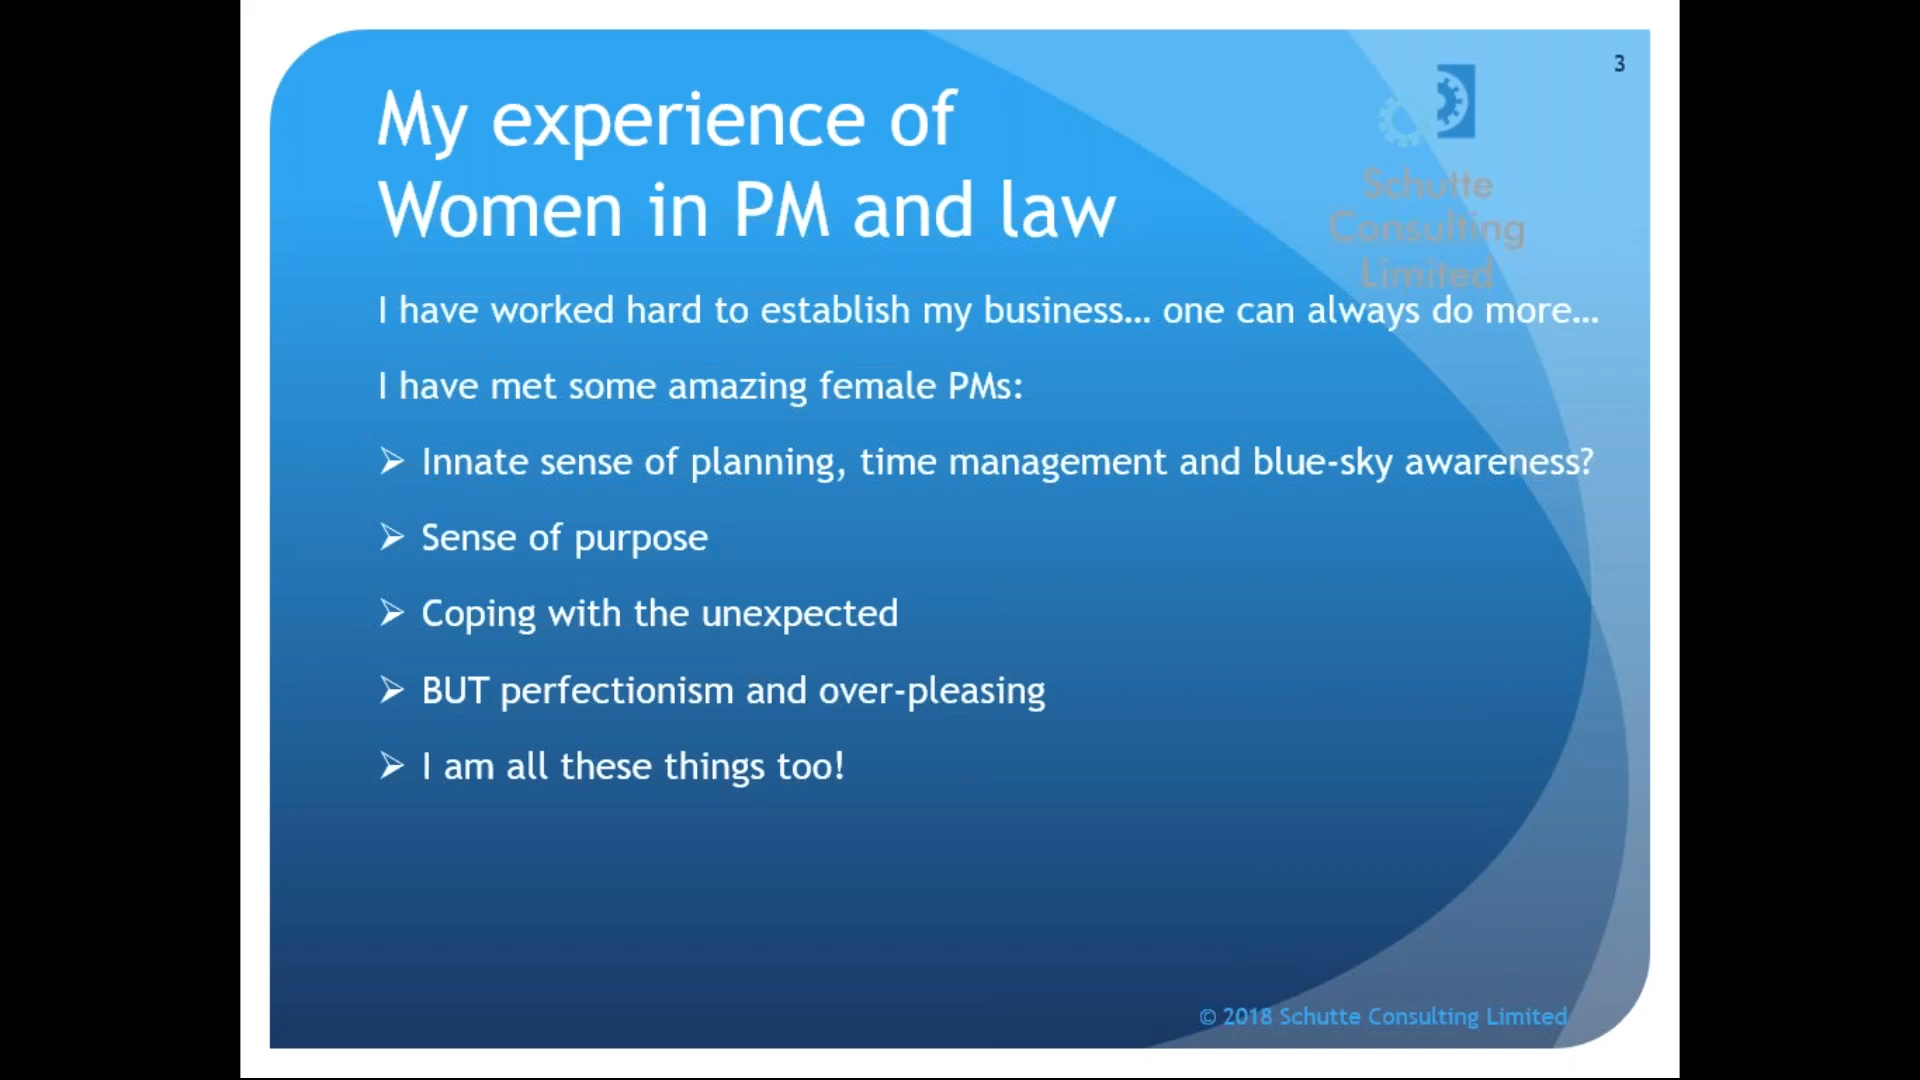 3
My experience of
Women in PM and law
Schutte
Consulting
Limited
I have worked hard to establish my business… one can always do more…
I have met some amazing female PMs:
➢ Innate sense of planning, time management and blue-sky awareness?
➢ Sense of purpose
➢ Coping with the unexpected
➢ BUT perfectionism and over-pleasing
➢ I am all these things too!
© 2018 Schutte Consulting Limited